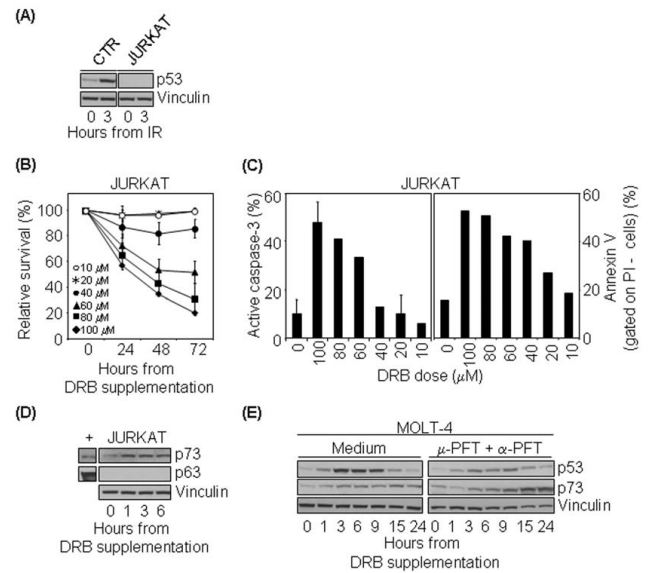 (A)
CTR JURKAT
p53
Vinculin
0 3 0 3
Hours from IR
(B)
JURKAT
Relative survival (%)
100
80
60
40
20
0
10 µM
20 µM
40 µM
60 µM
80 µM
100 µM
0 24 48 72
Hours from
DRB supplementation
(C)
JURKAT
Active caspase-3 (%)
60
40
20
0
0 100 80 60 40 20 10 0 100 80 60 40 20 10
DRB dose (µM)
60
40
20
0
Annexin V
(gated on PI - cells) (%)
(D)
+ JURKAT
p73
p63
Vinculin
0 1 3 6
Hours from
DRB supplementation
(E)
MOLT-4
Medium µ-PFT + α-PFT
p53
p73
Vinculin
0 1 3 6 9 15 24 0 1 3 6 9 15 24
Hours from
DRB supplementation